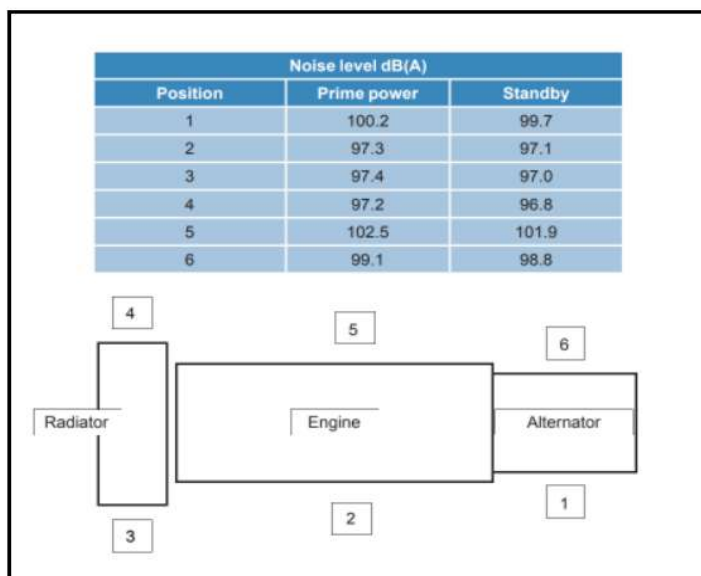 Noise level dB(A)
Position Prime power Standby
1 100.2 99.7
2 97.3 97.1
3 97.4 97.0
4 97.2 96.8
5 102.5 101.9
6 99.1 98.8
4
5
6
Radiator Engine Alternator
1
2
3